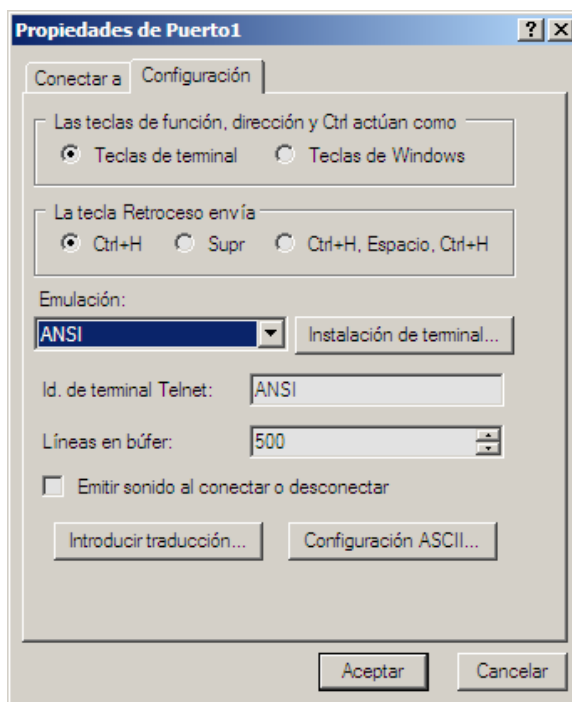 Propiedades de Puerto1
Conectar a Configuración
Las teclas de función, dirección y Ctrl actúan como
Teclas de terminal Teclas de Windows
La tecla Retroceso envía
Ctrl+H Supr Ctrl+H, Espacio, Ctrl+H
Emulación:
ANSI Instalación de terminal...
Id. de terminal Telnet: ANSI
Líneas en búfer: 500
Emitir sonido al conectar o desconectar
Introducir traducción... Configuración ASCII...
Aceptar Cancelar